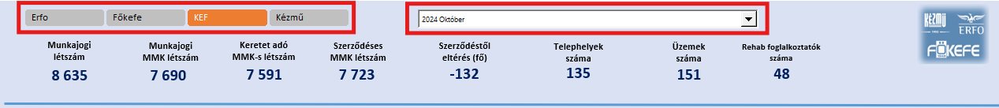 Erfo Főkefe KEF Kézmű
2024 Október
Munkajogi
létszám
8 635
Munkajogi
MMK létszám
7 690
Keretet adó
MMK-s létszám
7 591
Szerződéses
MMK létszám
7 723
Szerződéstől
eltérés (fő)
-132
Telephelyek
száma
135
Üzemek
száma
151
Rehab foglalkoztatók
száma
48
KÉZMŰ
ERFO
FŐKEFE